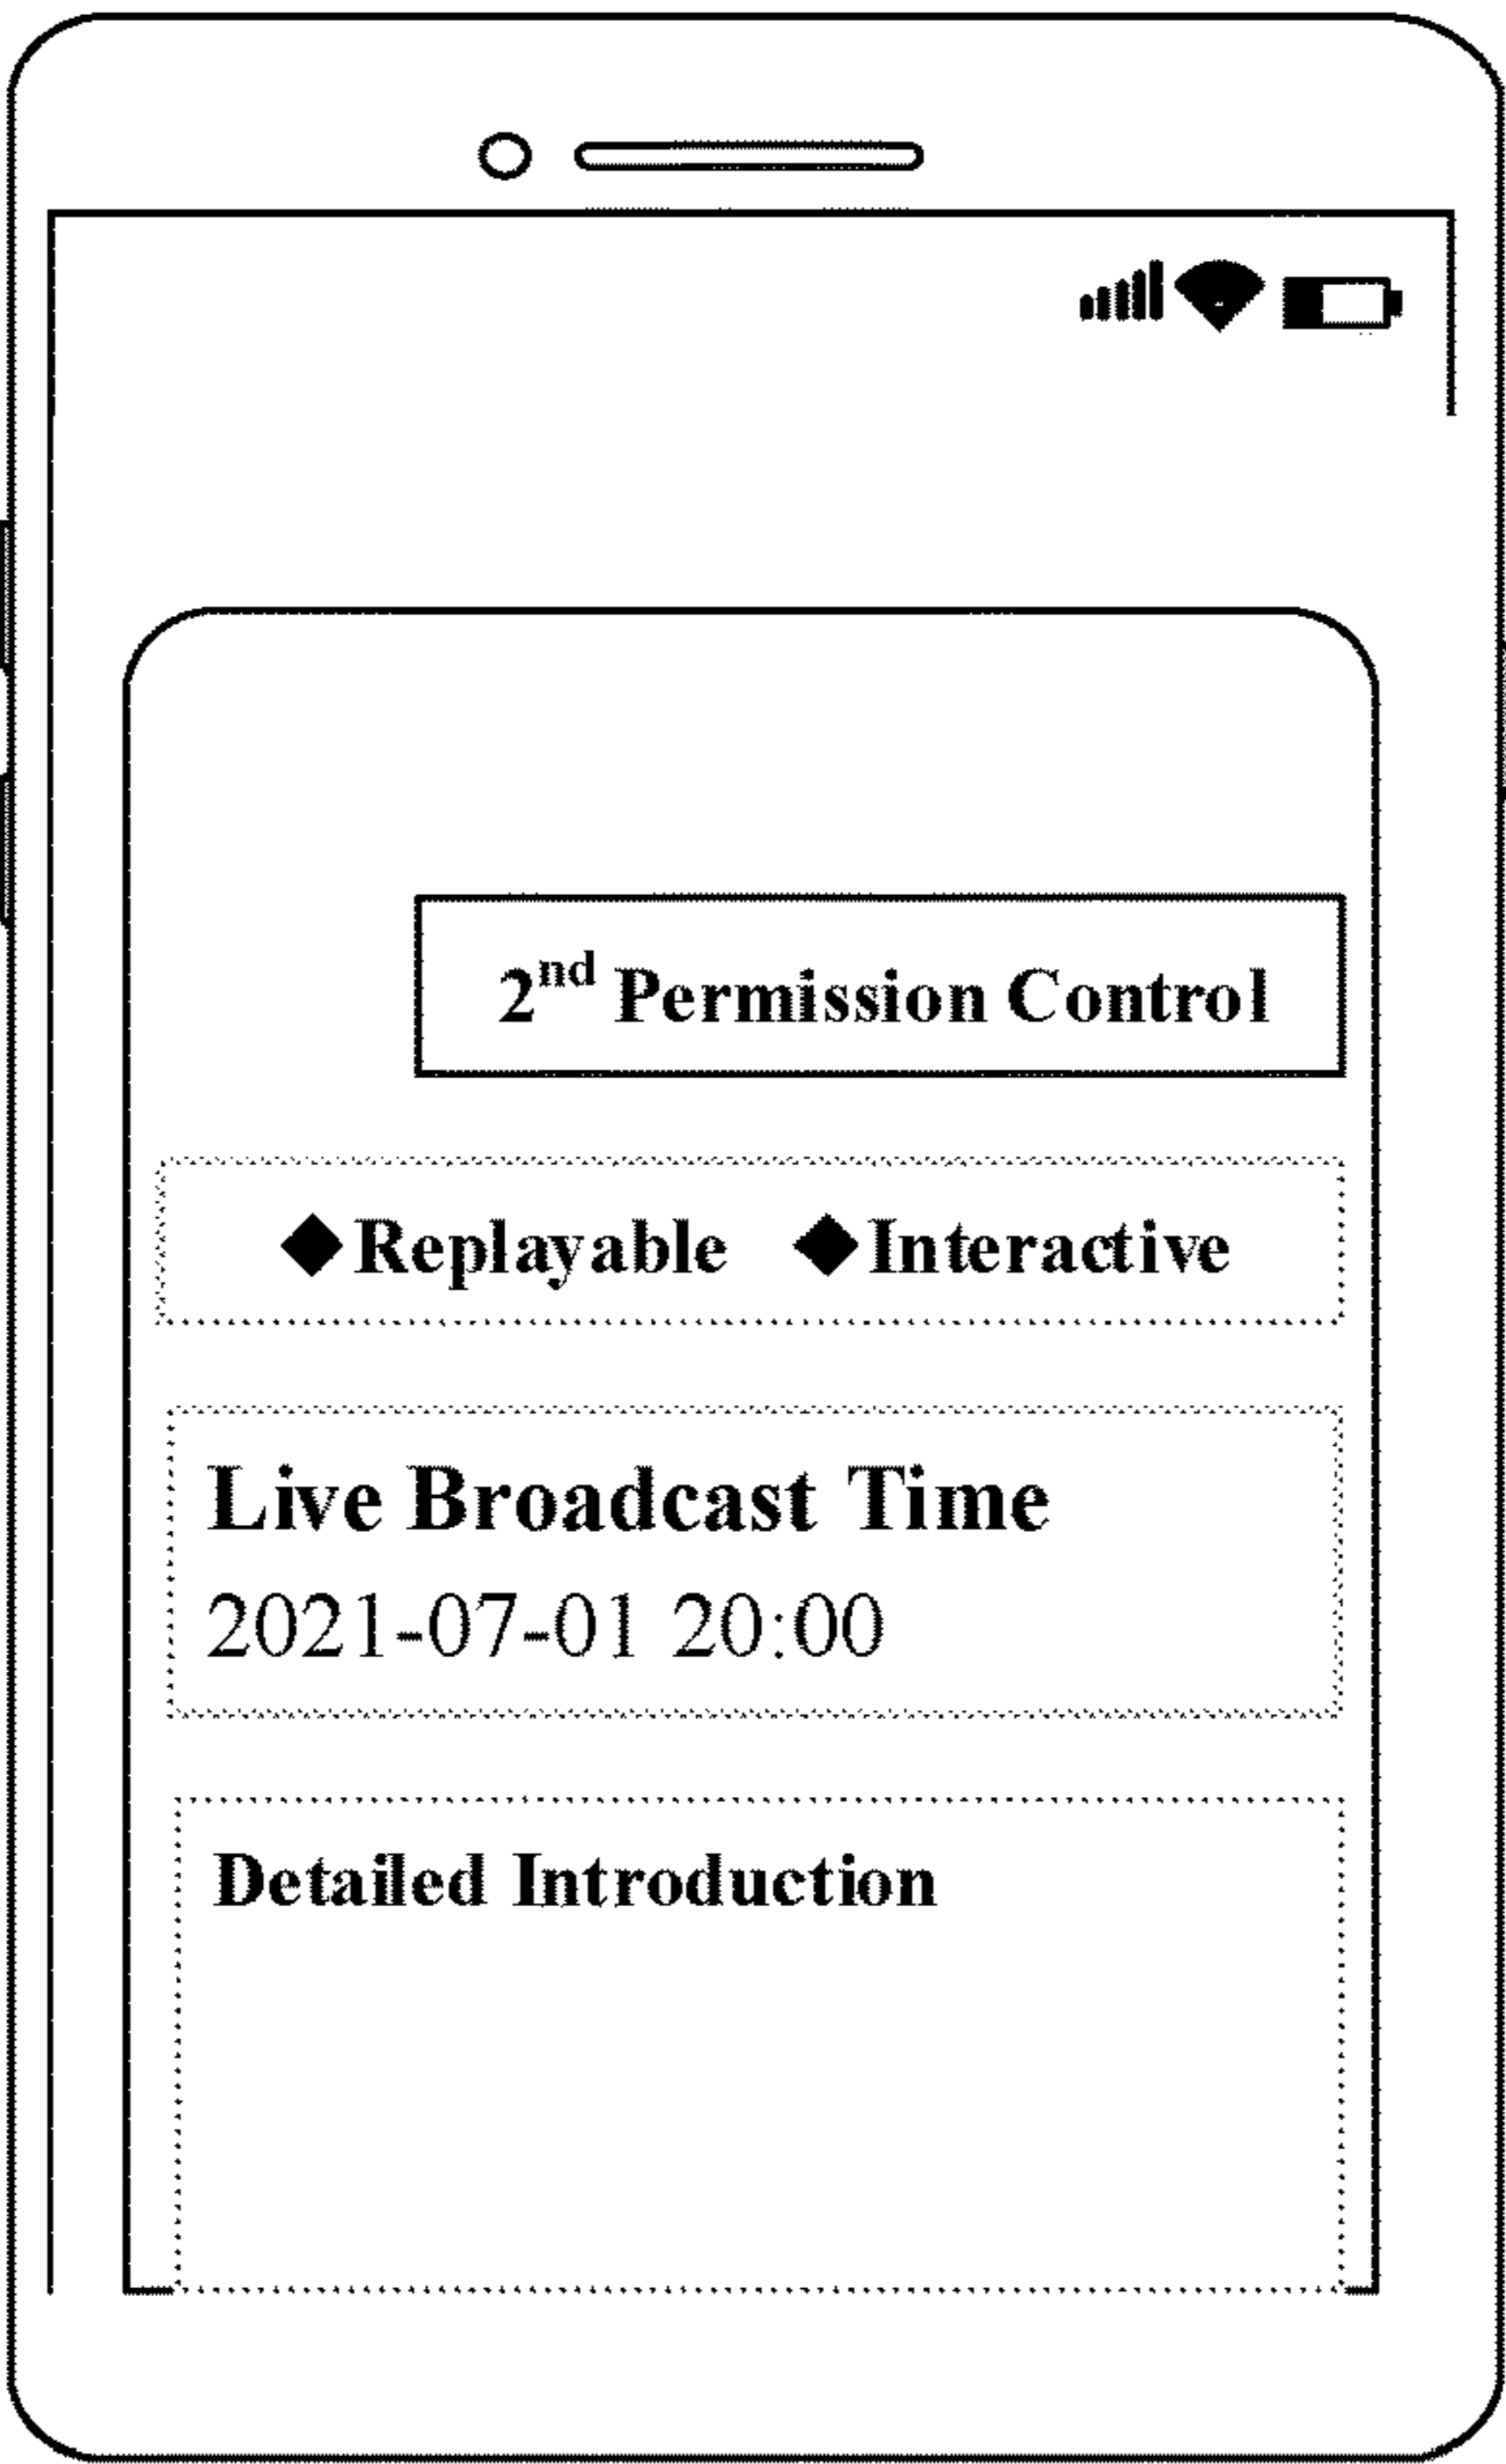 2nd Permission Control
◆Replayable ◆Interactive
Live Broadcast Time
2021-07-01 20:00
Detailed Introduction